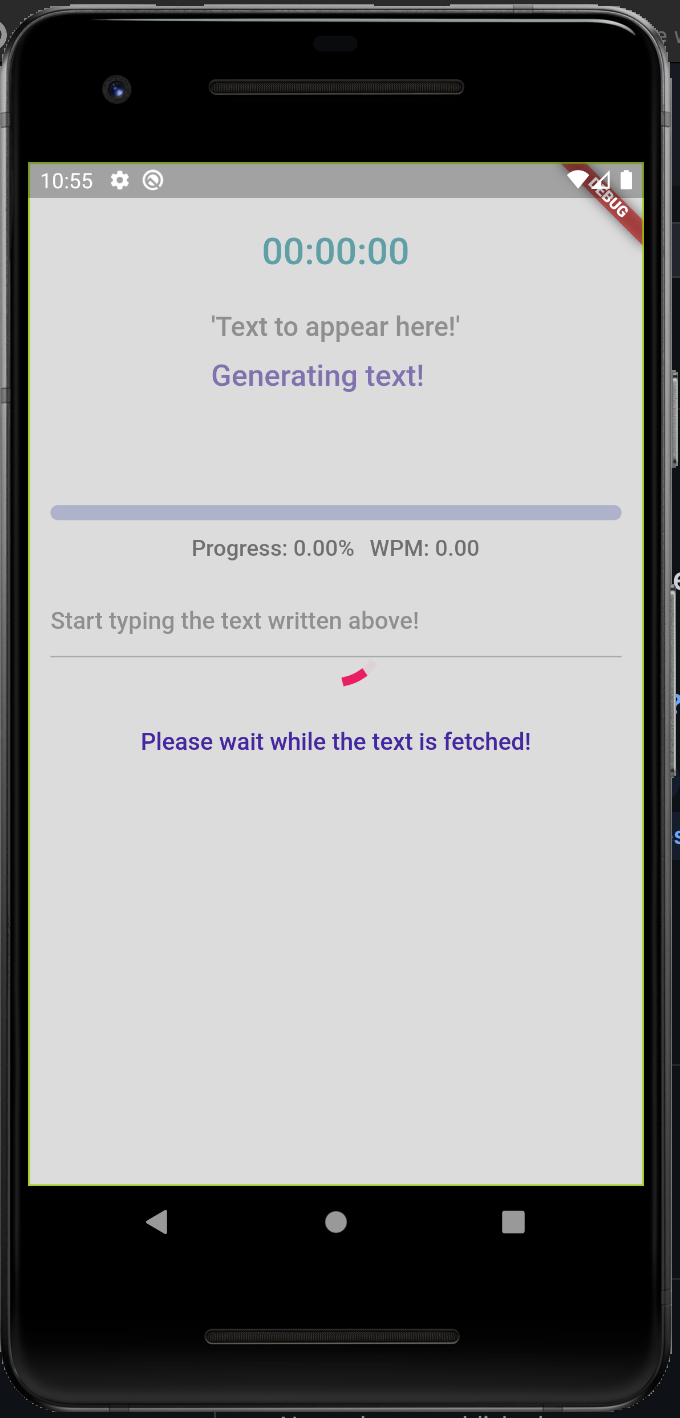 10:55
DEBUG
00:00:00
'Text to appear here!'
Generating text!
Progress: 0.00% WPM: 0.00
Start typing the text written above!
Please wait while the text is fetched!